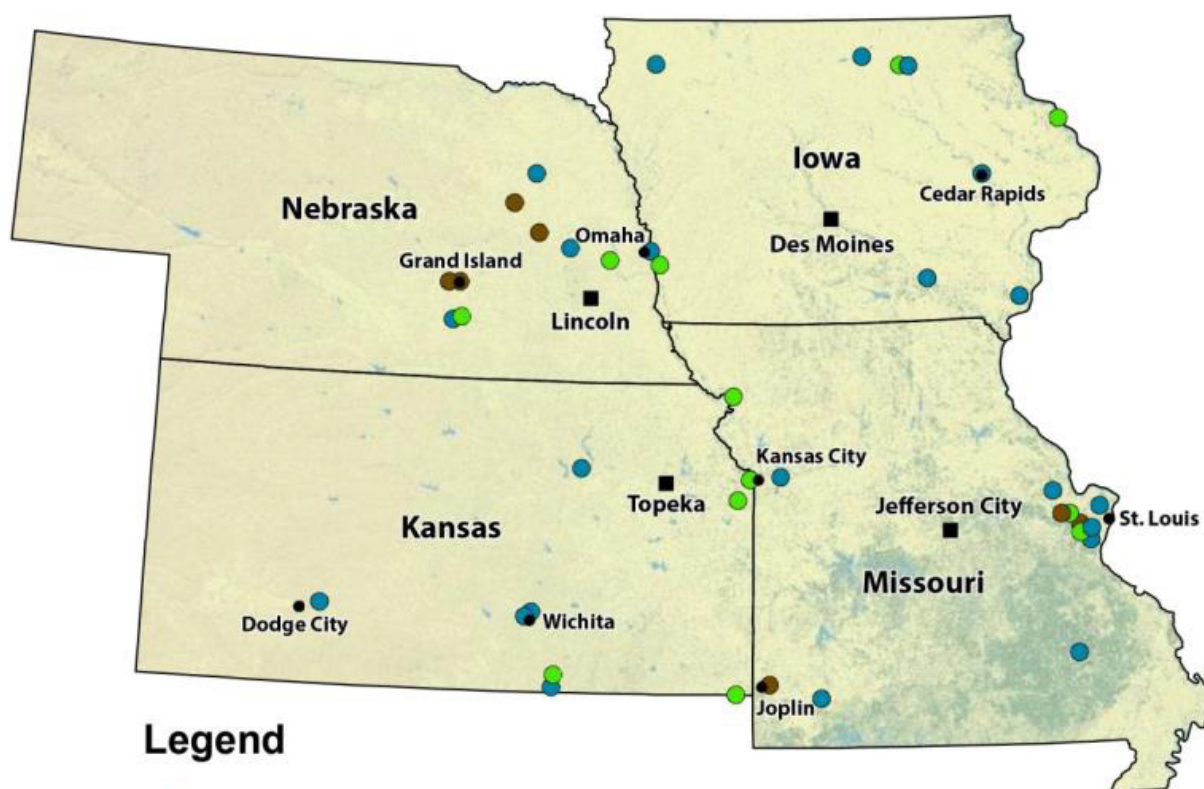 Iowa
Cedar Rapids
Nebraska
Omaha
Des Moines
Grand Island
Lincoln
Kansas City
Topeka
Jefferson City
St. Louis
Kansas
Missouri
Dodge City
Wichita
Joplin
Legend